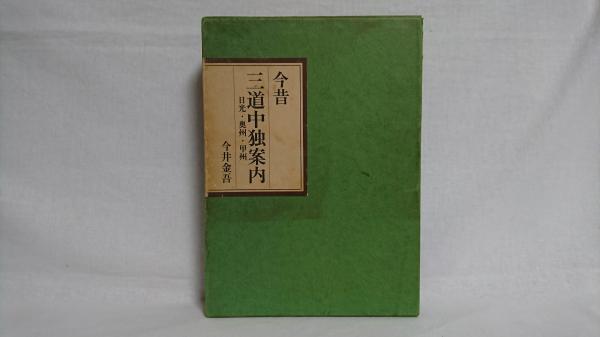 今昔
三道中独案内
日光・奥州・甲州
今井金吾